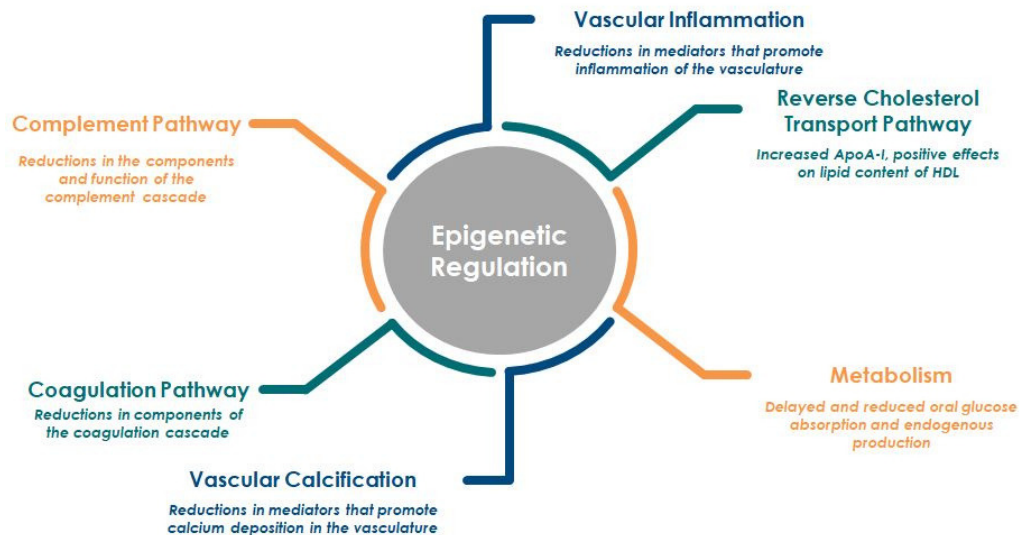 Vascular Inflammation
Reductions in mediators that promote
inflammation of the vasculature
Reverse Cholesterol
Transport Pathway
Increased ApoA-I, positive effects
on lipid content of HDL
Complement Pathway
Reductions in the components
and function of the
complement cascade
Epigenetic
Regulation
Metabolism
Delayed and reduced oral glucose
absorption and endogenous
production
Coagulation Pathway
Reductions in components of
the coagulation cascade
Vascular Calcification
Reductions in mediators that promote
calcium deposition in the vasculature